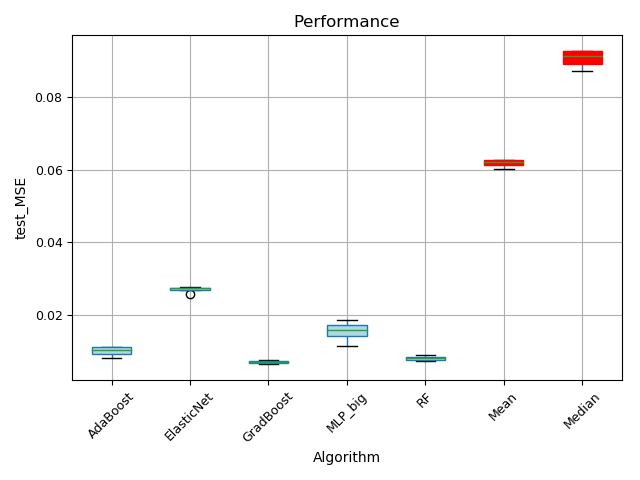 Performance
test_MSE
0.08
0.06
0.04
0.02
AdaBoost
ElasticNet
GradBoost
MLP_big
RF
Mean
Median
Algorithm